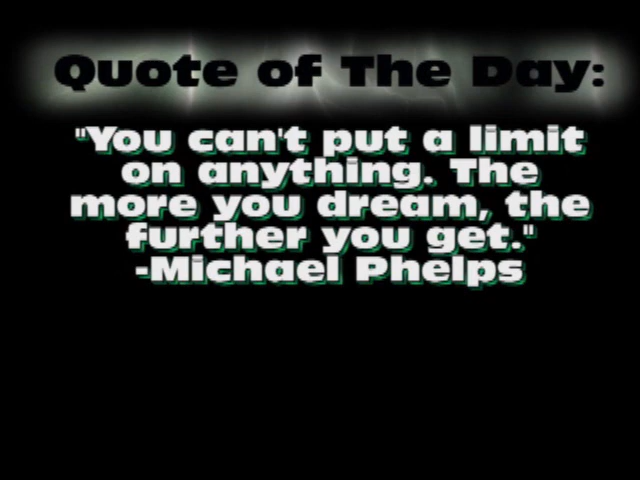 Quote of The Day:
"You can't put a limit
on anything. The
more you dream, the
further you get."
-Michael Phelps